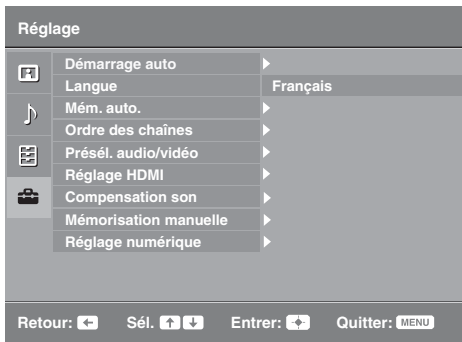 Réglage
Démarrage auto
Langue Français
Mém. auto.
Ordre des chaînes
Présél. audio/vidéo
Réglage HDMI
Compensation son
Mémorisation manuelle
Réglage numérique
Retour: Sél. Entrer: Quitter: MENU